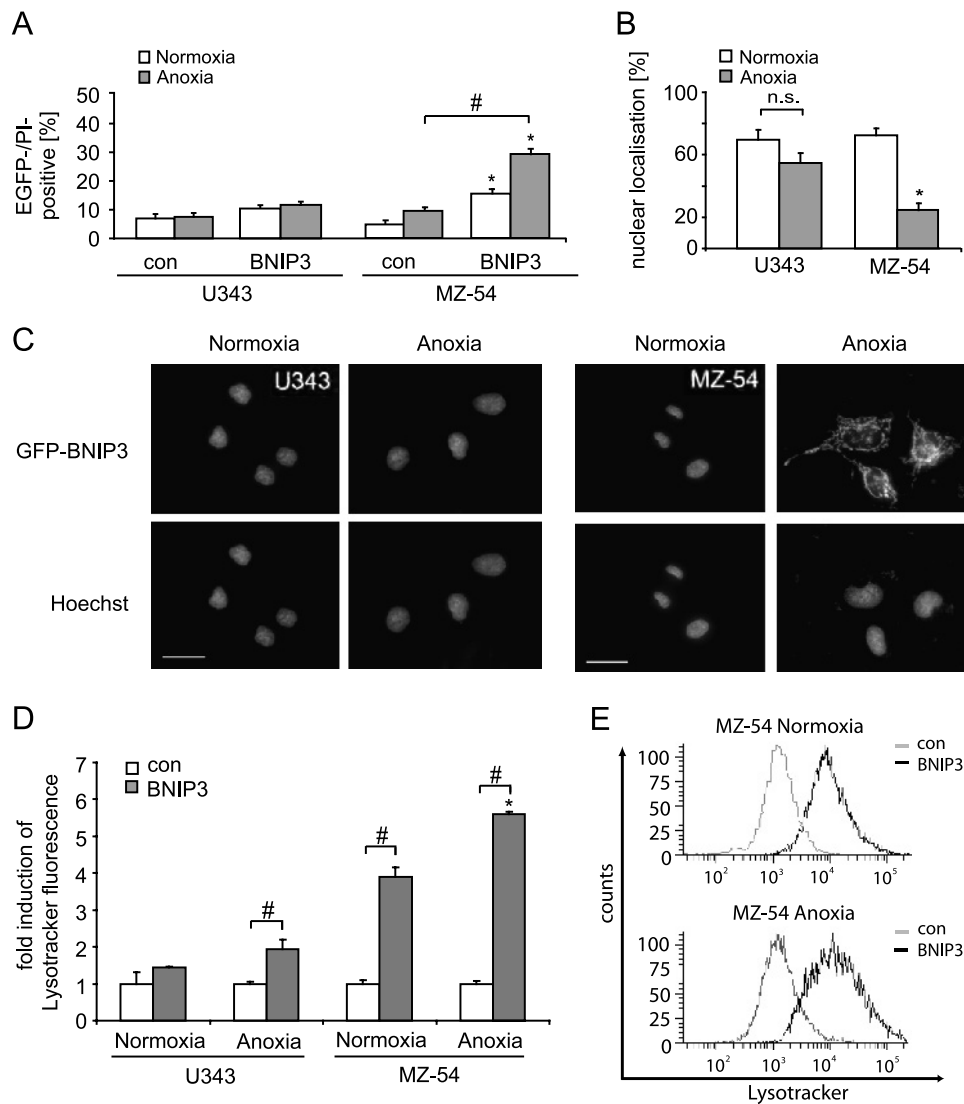 A
Normoxia
Anoxia
EGFP-/PI-
positive [%]
50
40
30
20
10
0
#
*
*
con
BNIP3
con
BNIP3
U343
MZ-54
B
Normoxia
Anoxia
nuclear localisation [%]
100
60
20
0
n.s.
*
U343
MZ-54
C
Normoxia
Anoxia
Normoxia
Anoxia
GFP-BNIP3
U343
MZ-54
Hoechst
D
con
BNIP3
fold induction of
Lysotracker fluorescence
7
6
5
4
3
2
1
0
#
#
#
*
Normoxia
Anoxia
Normoxia
Anoxia
U343
MZ-54
E
MZ-54 Normoxia
con
BNIP3
100
75
50
25
0
10²
10³
10⁴
10⁵
counts
MZ-54 Anoxia
con
BNIP3
100
75
50
25
0
10²
10³
10⁴
10⁵
Lysotracker